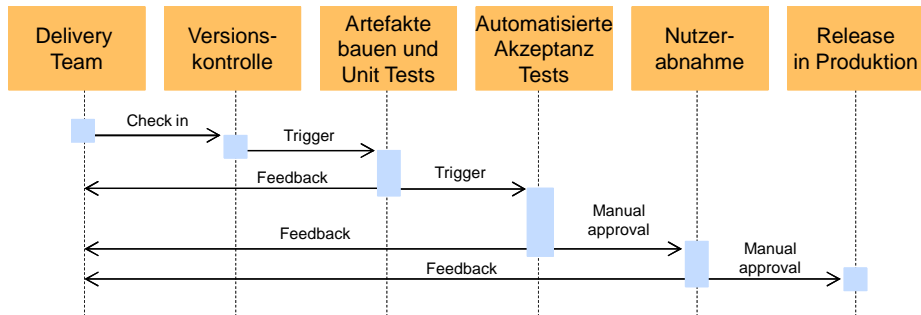 Delivery
Team
Versions-
kontrolle
Artefakte
bauen und
Unit Tests
Automatisierte
Akzeptanz
Tests
Nutzer-
abnahme
Release
in Produktion
Check in
Trigger
Feedback
Trigger
Feedback
Manual
approval
Feedback
Manual
approval